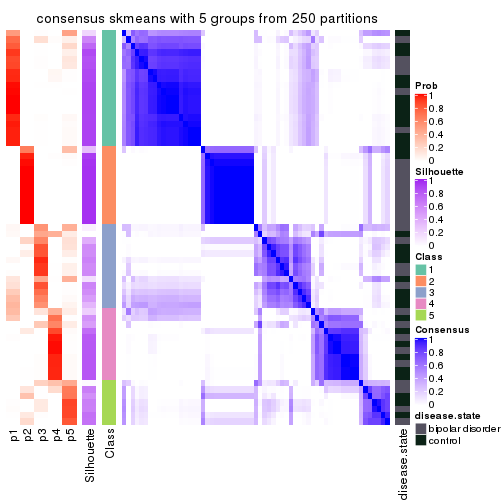 consensus skmeans with 5 groups from 250 partitions
Prob
1
0.8
0.6
0.4
0.2
0
Silhouette
1
0.8
0.6
0.4
0.2
0
Class
1
2
3
4
5
Consensus
1
0.8
0.6
0.4
0.2
0
disease.state
bipolar disorder
control
p1
p2
p3
p4
p5
Silhouette
Class
disease.state